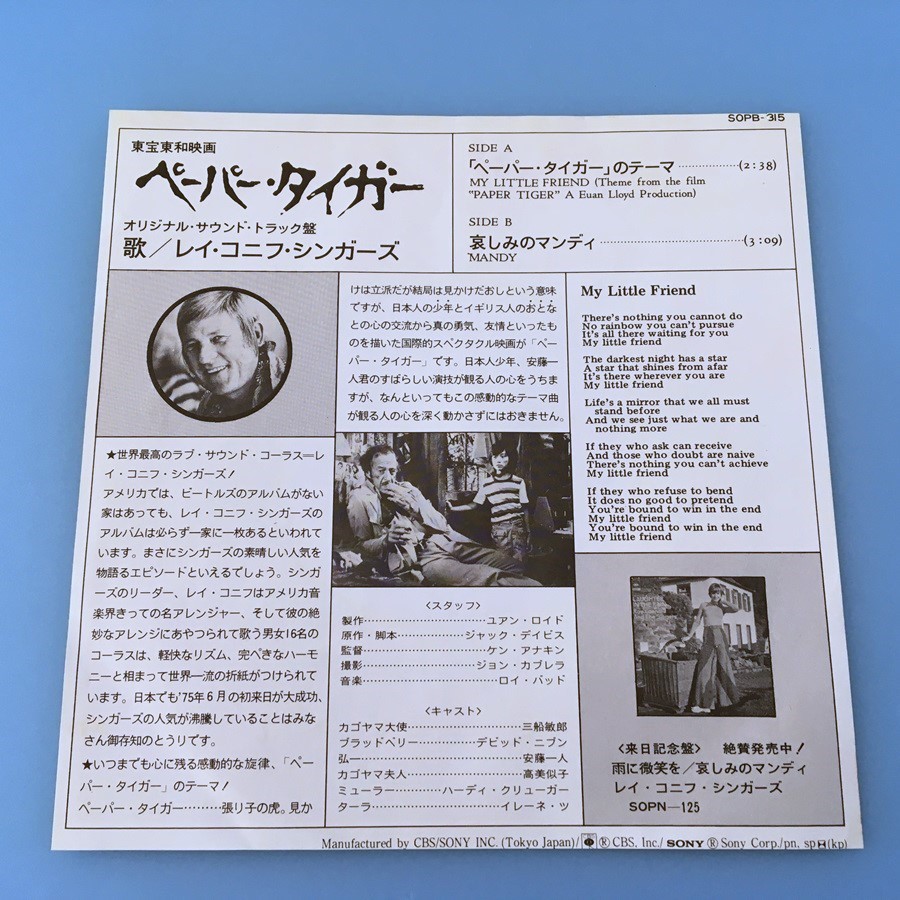 SOPB-315
東宝東和映画
ペーパー・タイガー
オリジナル・サウンド・トラック盤
歌／レイ・コニフ・シンガーズ
SIDE A
「ペーパー・タイガー」のテーマ……………(2:38)
MY LITTLE FRIEND (Theme from the film
"PAPER TIGER" A Euan Lloyd Production)
SIDE B
哀しみのマンディ……………………………(3:09)
MANDY
★世界最高のラブ・サウンド・コーラス＝レ
イ・コニフ・シンガーズ！
アメリカでは、ビートルズのアルバムがない
家はあっても、レイ・コニフ・シンガーズの
アルバムは必らず一家に一枚あるといわれて
います。まさにシンガーズの素晴しい人気を
物語るエピソードといえるでしょう。シンガ
ーズのリーダー、レイ・コニフはアメリカ音
楽界きっての名アレンジャー、そして彼の絶
妙なアレンジにあやつられて歌う男女16名の
コーラスは、軽快なリズム、完ぺきなハーモ
ニーと相まって世界一流の折紙がつけられて
います。日本でも'75年6月の初来日が大成功、
シンガーズの人気が沸騰していることはみな
さん御存知のとうりです。
★いつまでも心に残る感動的な旋律、「ペー
パー・タイガー」のテーマ！
ペーパー・タイガー………張り子の虎。見か
けは立派だが結局は見かけだおしという意味
ですが、日本人の少年とイギリス人のおとな
との心の交流から真の勇気、友情といったも
のを描いた国際的スペクタクル映画が「ペー
パー・タイガー」です。日本人少年、安藤一
人君のすばらしい演技が観る人の心をうちま
すが、なんといってもこの感動的なテーマ曲
が観る人の心を深く動かさずにはおきません。
〈スタッフ〉
製作……………………………ユアン・ロイド
原作・脚本………………ジャック・デイビス
監督……………………………ケン・アナキン
撮影…………………………ジョン・カブレラ
音楽………………………………ロイ・バッド
〈キャスト〉
カゴヤマ大使……………………三船敏郎
ブラッドベリー…………デビッド・ニブン
弘一………………………………安藤一人
カゴヤマ夫人……………………高美似子
ミューラー………ハーディ・クリューガー
ターラ………………………イレーネ・ツ
My Little Friend
There's nothing you cannot do
No rainbow you can't pursue
It's all there waiting for you
My little friend
The darkest night has a star
A star that shines from afar
It's there wherever you are
My little friend
Life's a mirror that we all must
stand before
And we see just what we are and
nothing more
If they who ask can receive
And those who doubt are naive
There's nothing you can't achieve
My little friend
If they who refuse to bend
It does no good to pretend
You're bound to win in the end
My little friend
You're bound to win in the end
My little friend
〈来日記念盤〉 絶賛発売中！
雨に微笑を／哀しみのマンディ
レイ・コニフ・シンガーズ
SOPN—125
Manufactured by CBS/SONY INC. (Tokyo Japan)/ ® CBS, Inc./ SONY ® Sony Corp./pn. sp (kp)